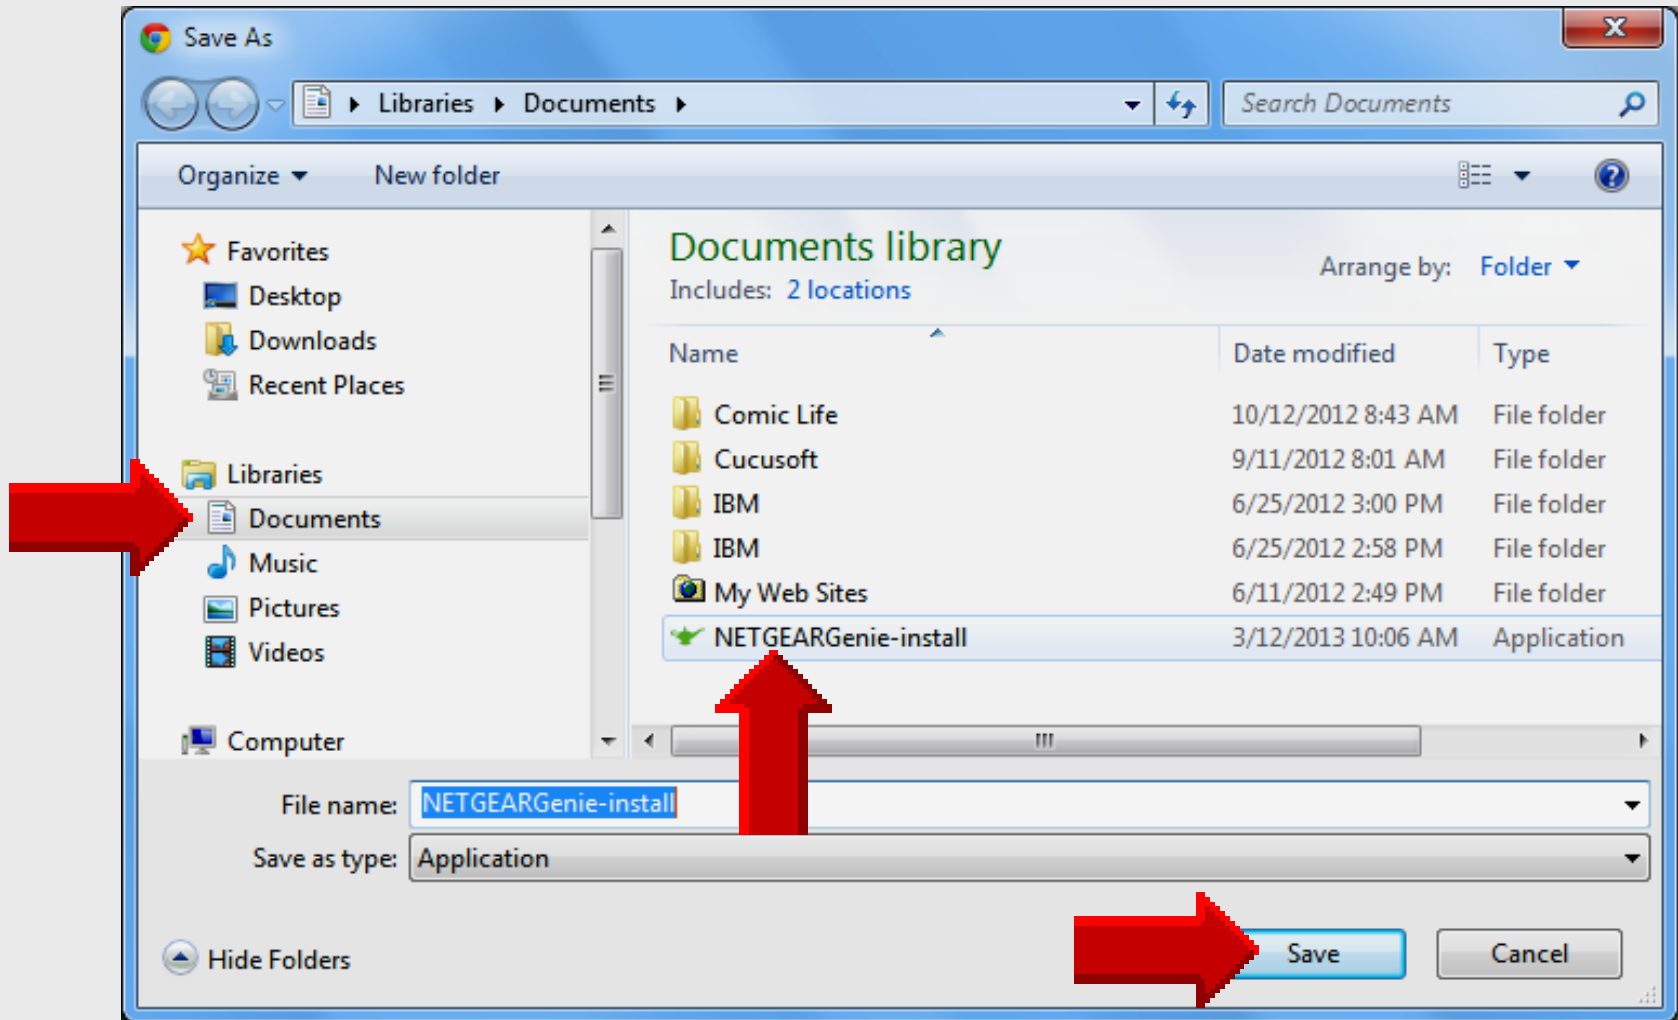 Save As
Libraries Documents
Search Documents
Organize New folder
Favorites
Desktop
Downloads
Recent Places
Libraries
Documents
Music
Pictures
Videos
Computer
Documents library
Includes: 2 locations
Arrange by: Folder
Name Date modified Type
Comic Life 10/12/2012 8:43 AM File folder
Cucusoft 9/11/2012 8:01 AM File folder
IBM 6/25/2012 3:00 PM File folder
IBM 6/25/2012 2:58 PM File folder
My Web Sites 6/11/2012 2:49 PM File folder
NETGEARGenie-install 3/12/2013 10:06 AM Application
File name: NETGEARGenie-install
Save as type: Application
Hide Folders
Save Cancel